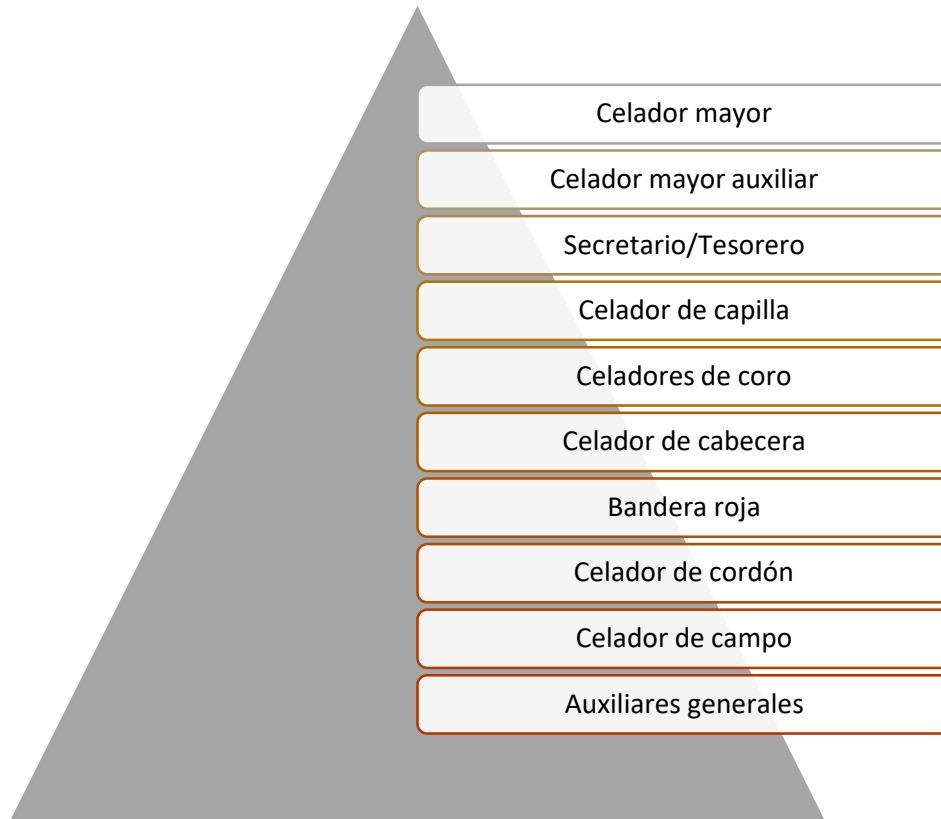 Celador mayor
Celador mayor auxiliar
Secretario/Tesorero
Celador de capilla
Celadores de coro
Celador de cabecera
Bandera roja
Celador de cordón
Celador de campo
Auxiliares generales